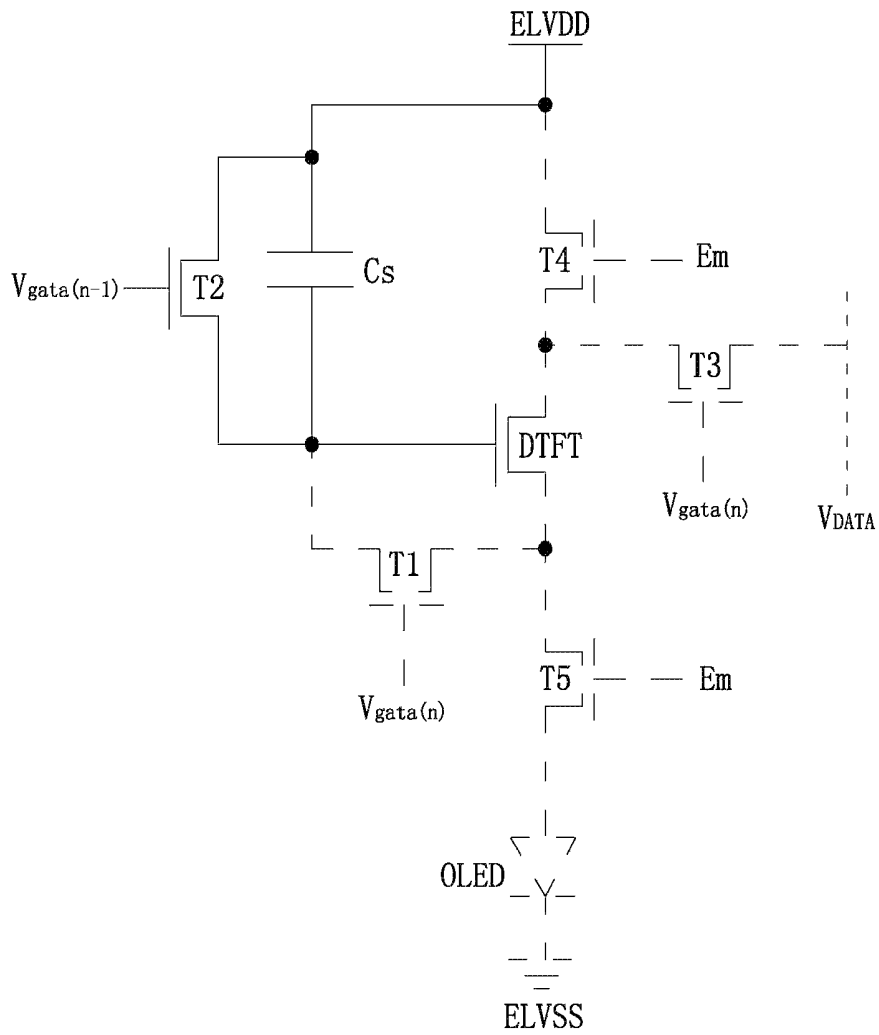 ELVDD
T4
Em
Cs
T2
Vgata(n-1)
T3
DTFT
Vgata(n)
VDATA
T1
T5
Em
Vgata(n)
OLED
ELVSS